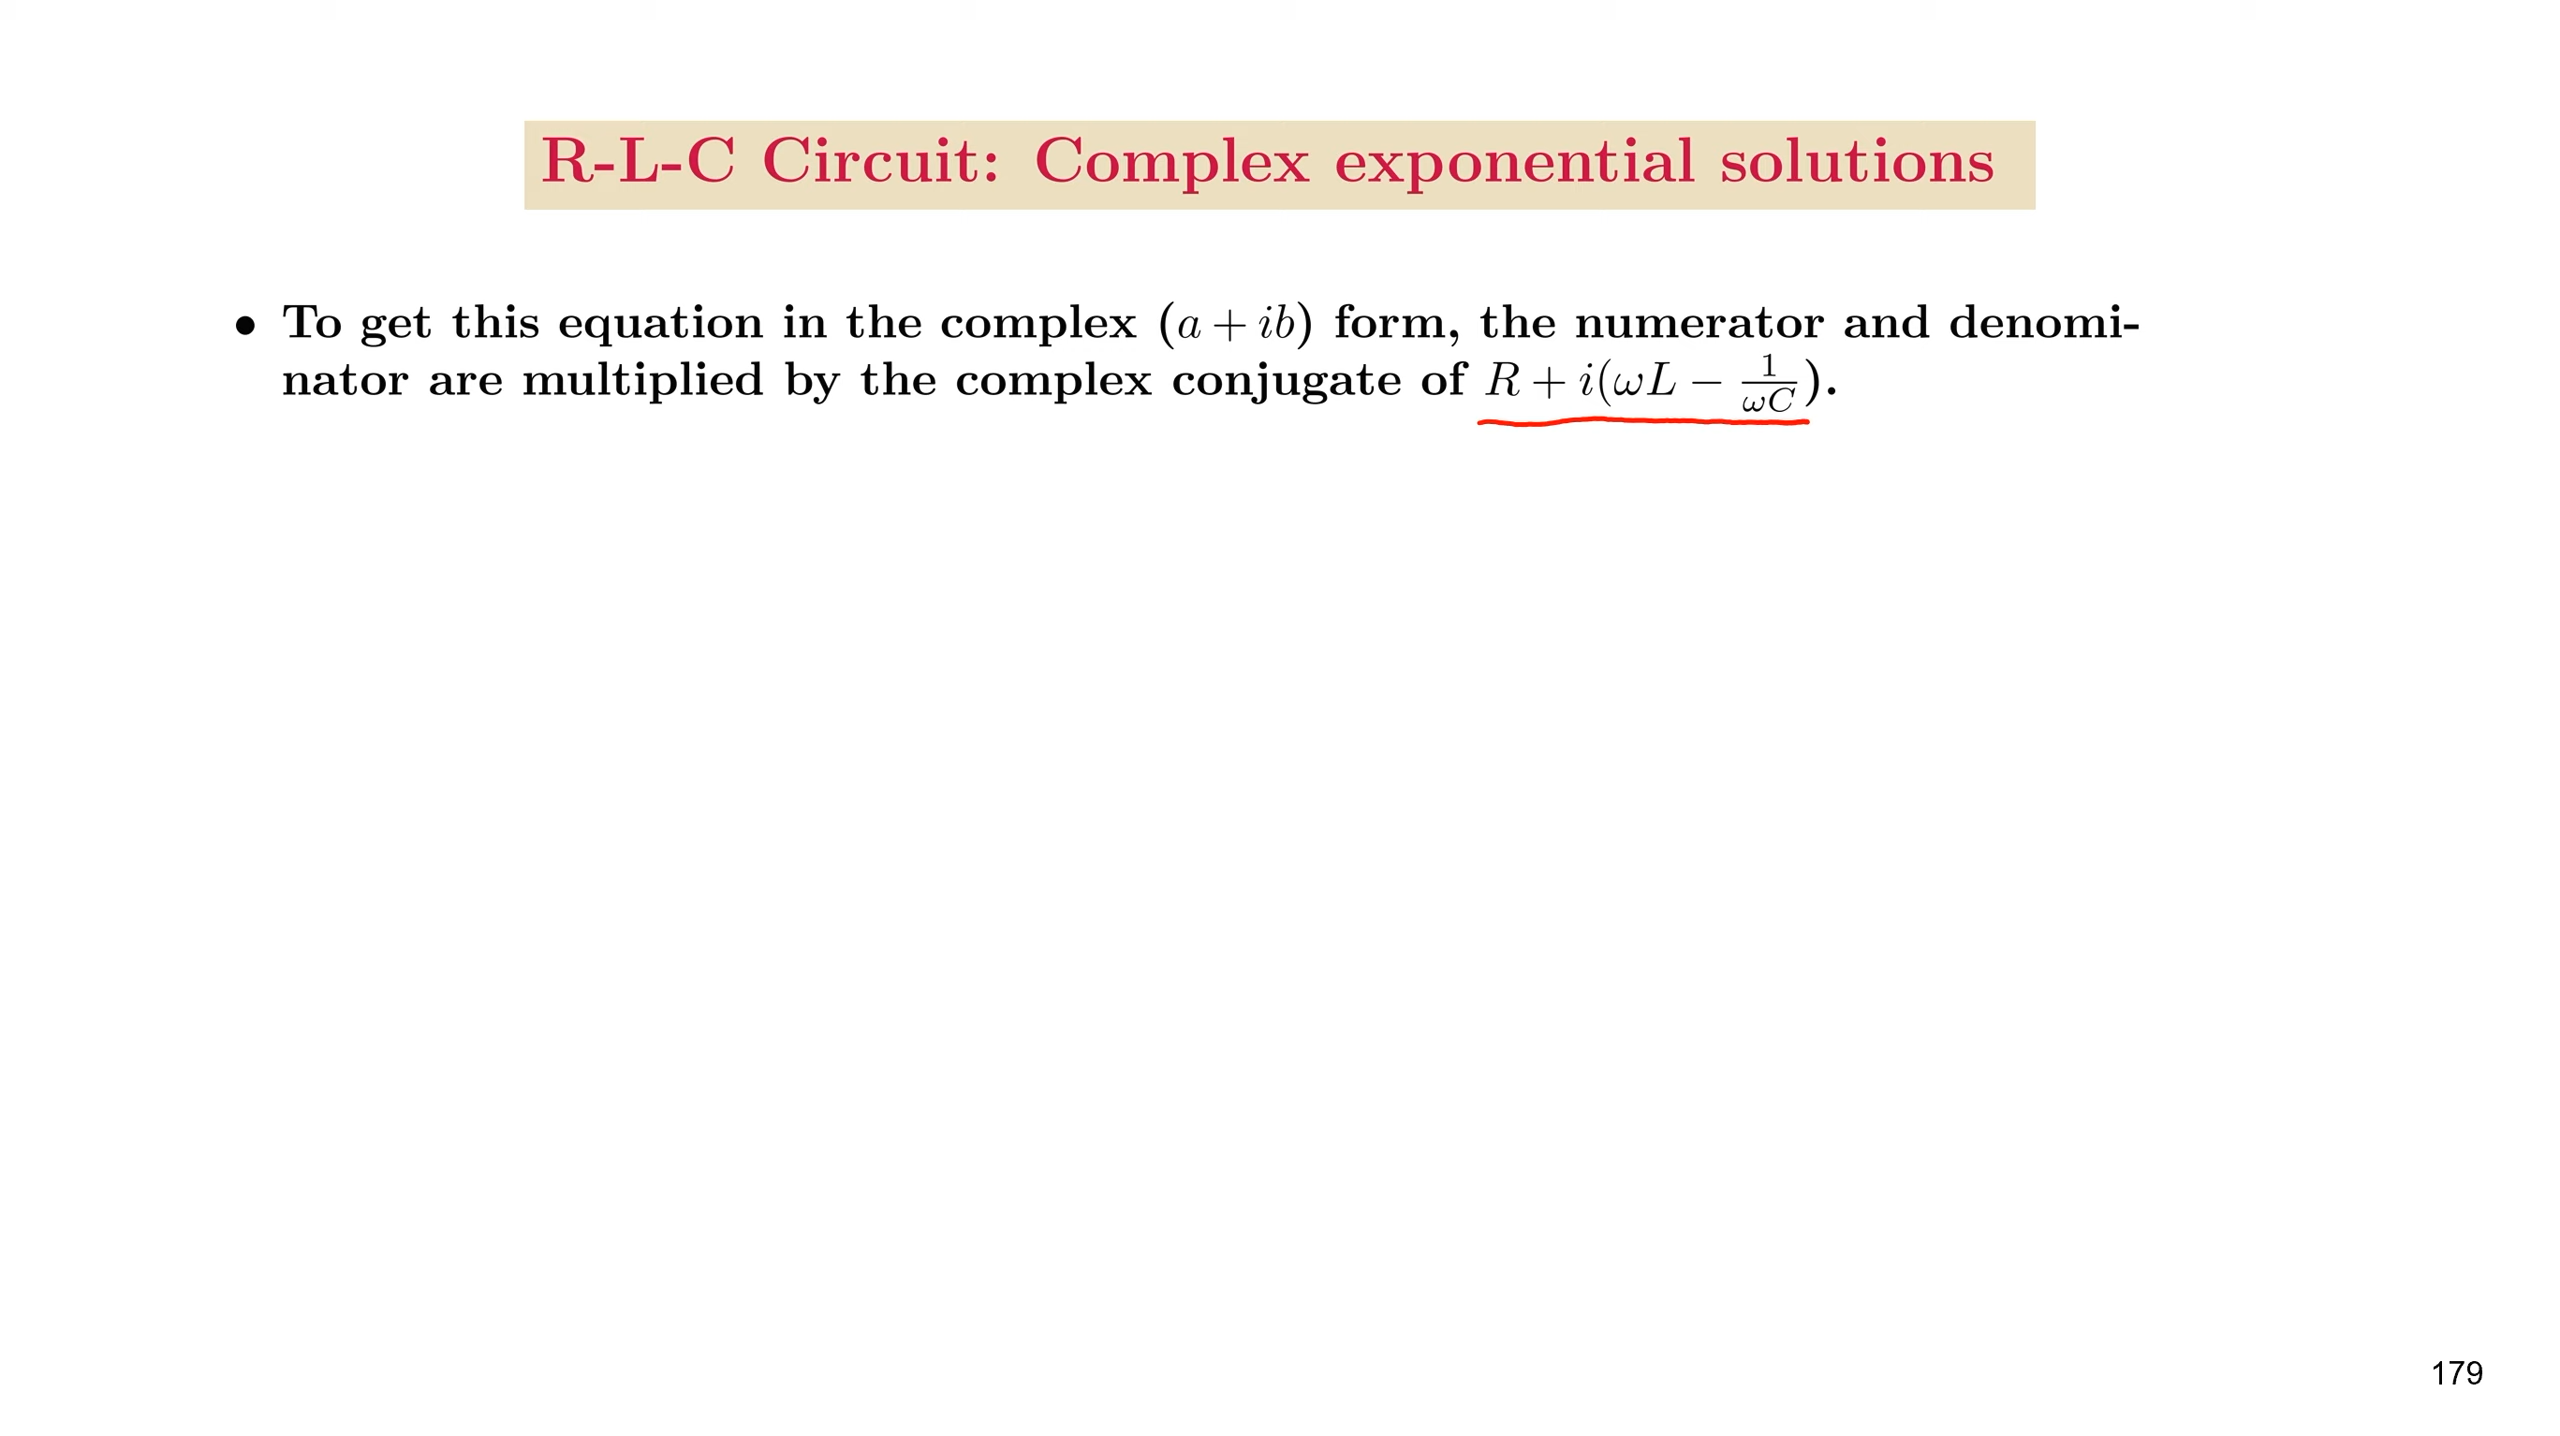 R-L-C Circuit: Complex exponential solutions
• To get this equation in the complex (a + ib) form, the numerator and denomi-
nator are multiplied by the complex conjugate of R + i(ωL − 1/ωC).
179